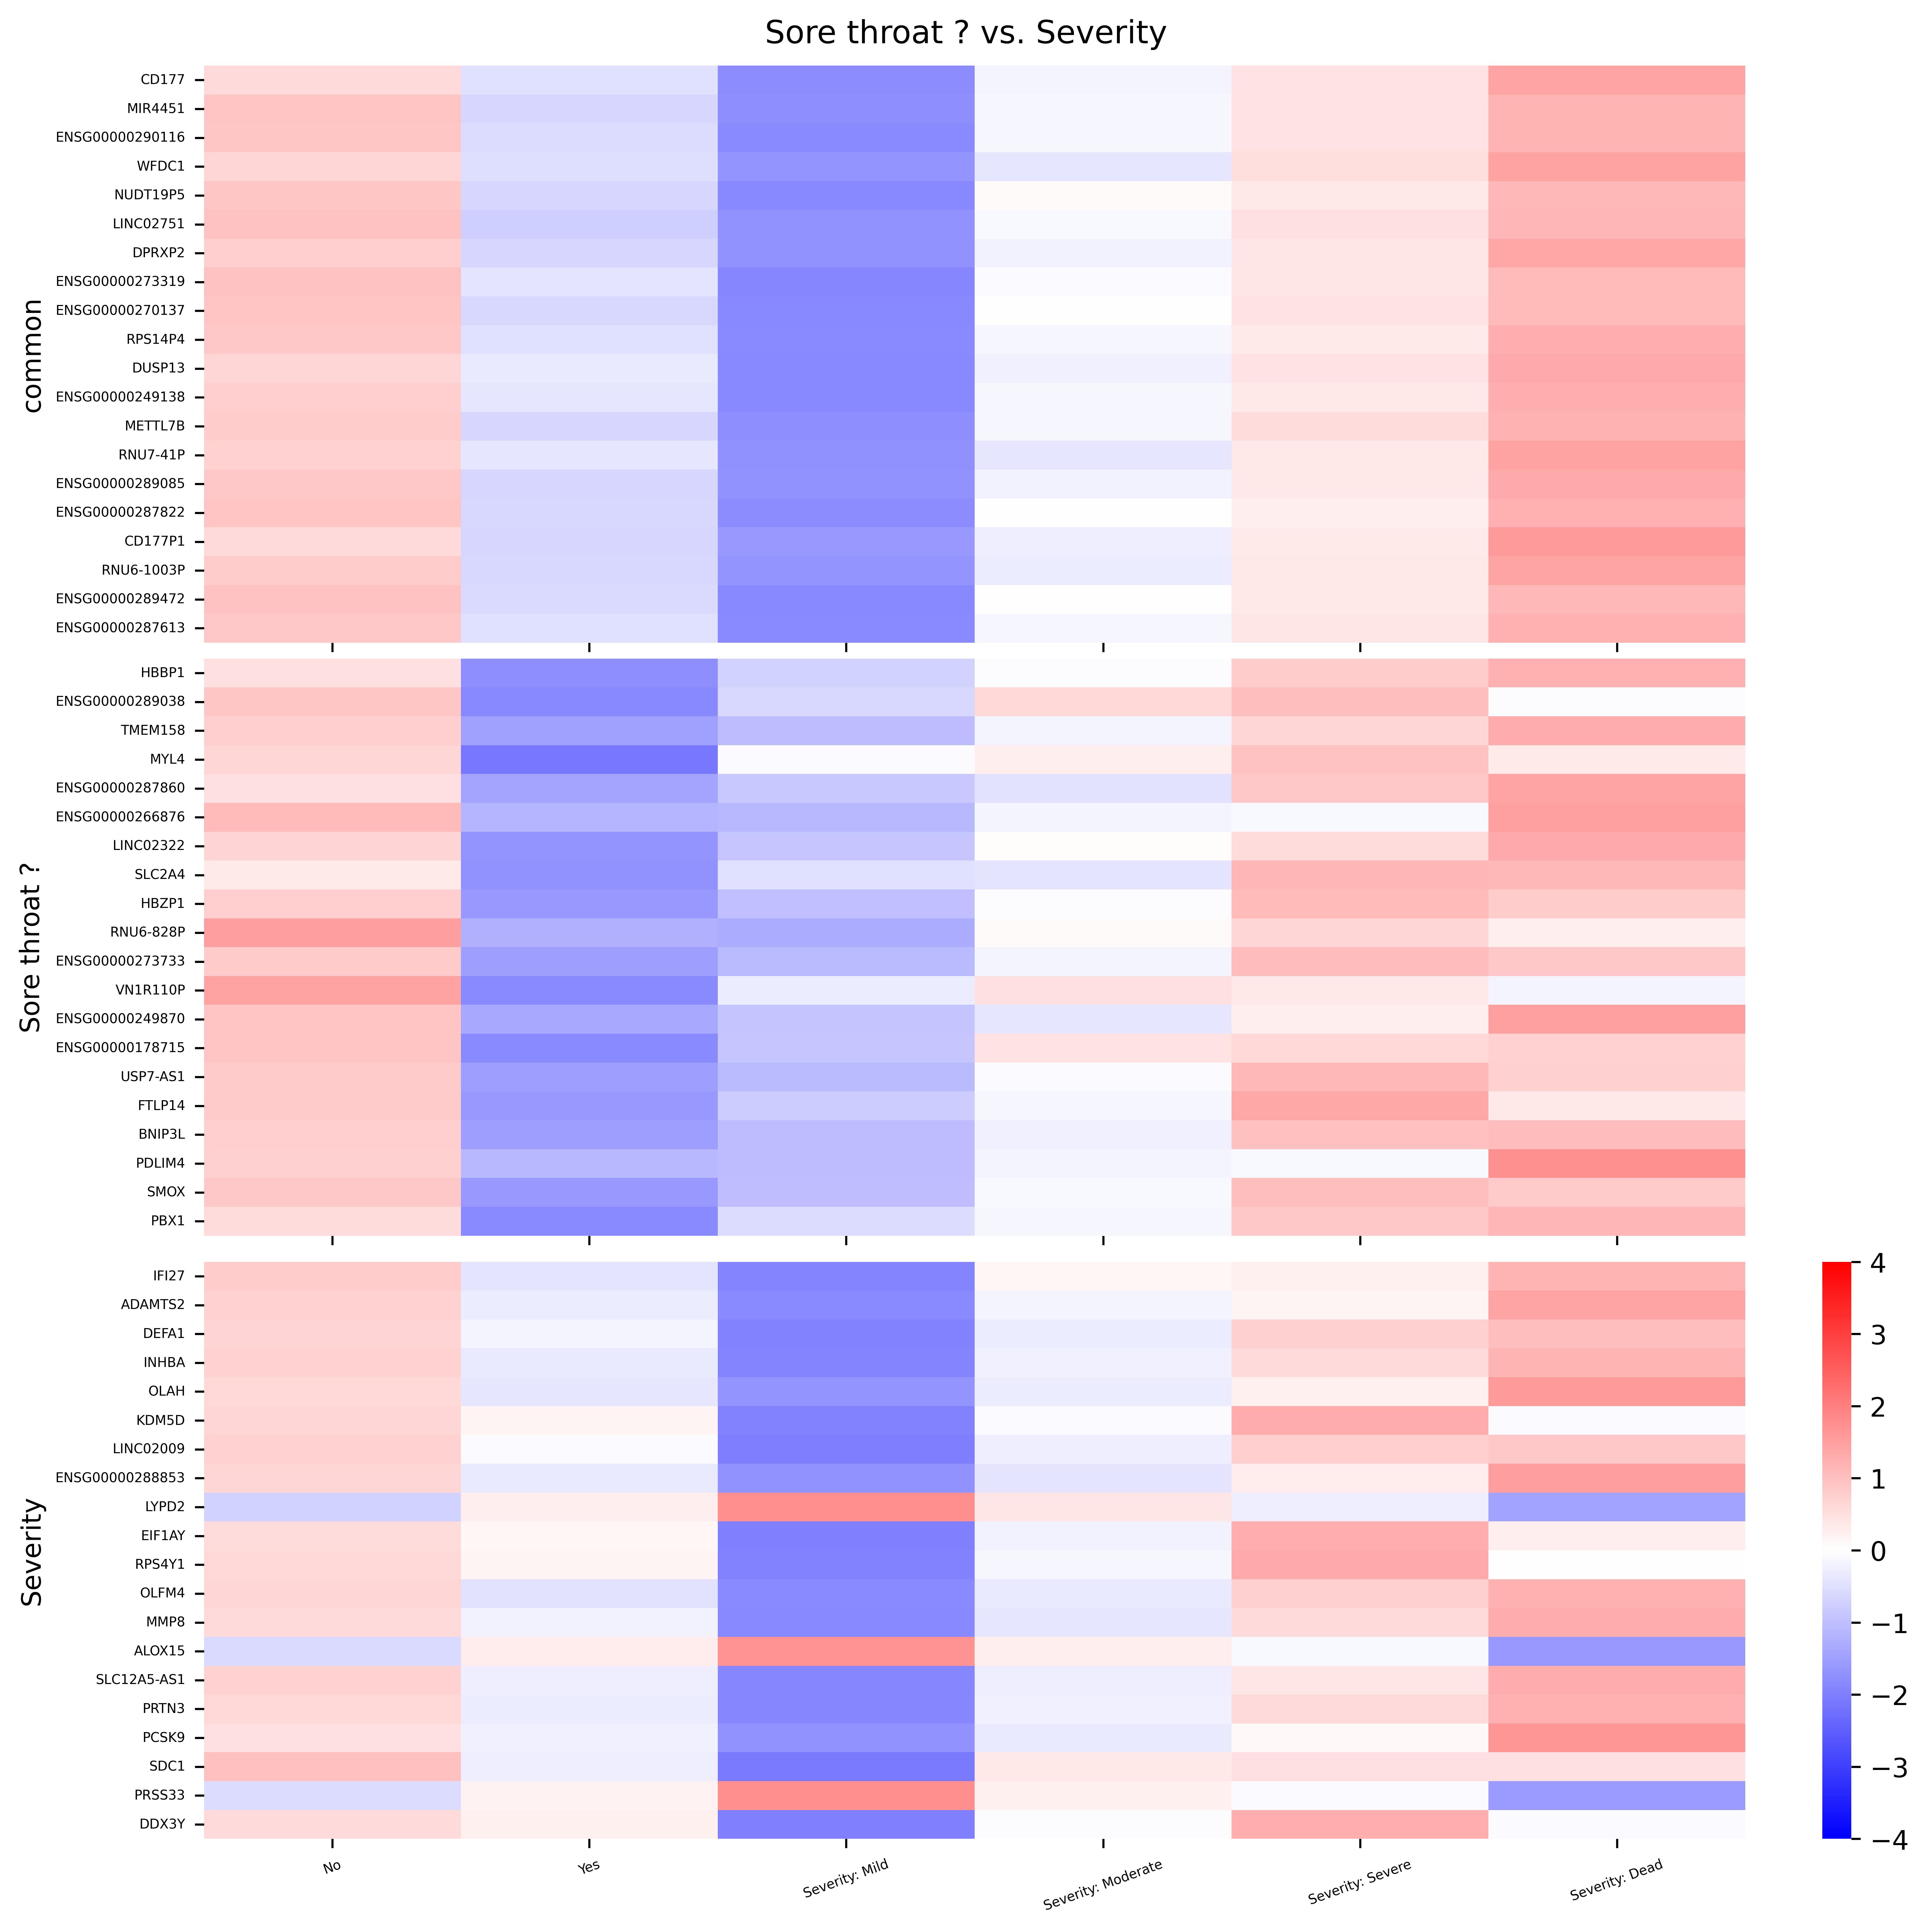 Sore throat ? vs. Severity
common
CD177
MIR4451
ENSG00000290116
WFDC1
NUDT19P5
LINC02751
DPRXP2
ENSG00000273319
ENSG00000270137
RPS14P4
DUSP13
ENSG00000249138
METTL7B
RNU7-41P
ENSG00000289085
ENSG00000287822
CD177P1
RNU6-1003P
ENSG00000289472
ENSG00000287613
Sore throat ?
HBBP1
ENSG00000289038
TMEM158
MYL4
ENSG00000287860
ENSG00000266876
LINC02322
SLC2A4
HBZP1
RNU6-828P
ENSG00000273733
VN1R110P
ENSG00000249870
ENSG00000178715
USP7-AS1
FTLP14
BNIP3L
PDLIM4
SMOX
PBX1
Severity
IFI27
ADAMTS2
DEFA1
INHBA
OLAH
KDM5D
LINC02009
ENSG00000288853
LYPD2
EIF1AY
RPS4Y1
OLFM4
MMP8
ALOX15
SLC12A5-AS1
PRTN3
PCSK9
SDC1
PRSS33
DDX3Y
No
Yes
Severity: Mild
Severity: Moderate
Severity: Severe
Severity: Dead
4
3
2
1
0
−1
−2
−3
−4